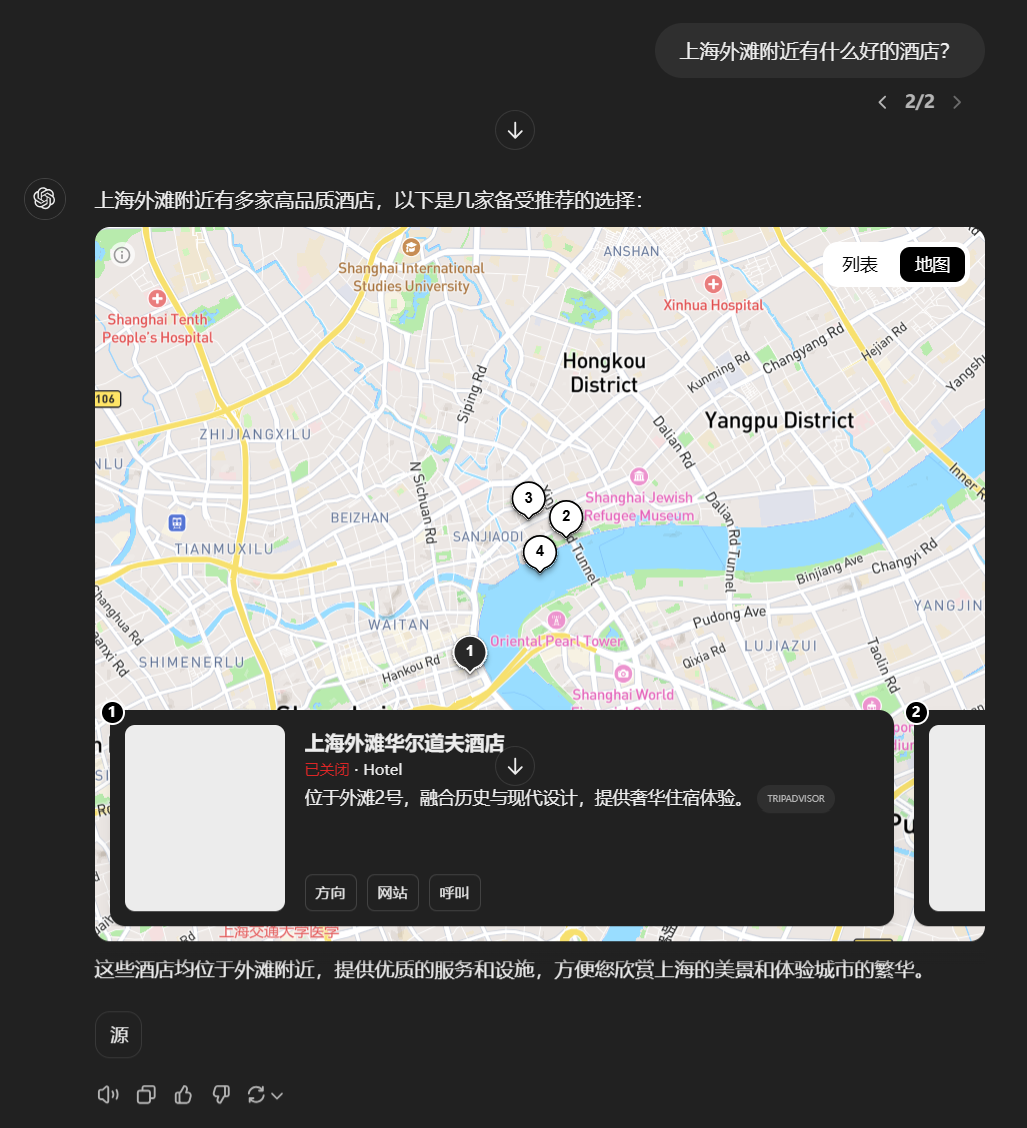 上海外滩附近有什么好的酒店？
2/2
上海外滩附近有多家高品质酒店，以下是几家备受推荐的选择：
列表
地图
ANSHAN
Shanghai International
Studies University
Xinhua Hospital
Shanghai Tenth
People's Hospital
Changyang Rd
Hejian Rd
Hongkou
District
Kunming Rd
Siping Rd
106
Yangpu District
Dalian Rd
ZHIJIANGXILU
N Sichuan Rd
Inner R
3
Shanghai Jewish
Refugee Museum
2
BEIZHAN
SANJIAODI
Dalian Rd Tunnel
4
TIANMUXILU
Binjiang Ave
Changyi Rd
YANGJIN
Pudong Ave
WAITAN
Oriental Pearl Tower
LUJIAZUI
Qixia Rd
Taolin Rd
1
Hankou Rd
SHIMENERLU
Shanghai World
1
2
上海外滩华尔道夫酒店
已关闭 · Hotel
位于外滩2号，融合历史与现代设计，提供奢华住宿体验。
TRIPADVISOR
方向
网站
呼叫
上海交通大学医学
这些酒店均位于外滩附近，提供优质的服务和设施，方便您欣赏上海的美景和体验城市的繁华。
源